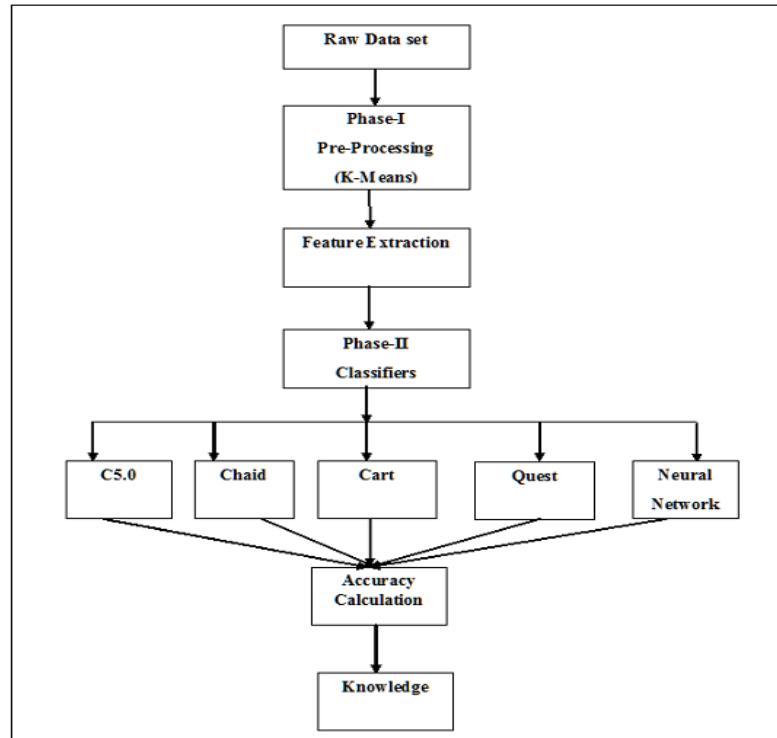 Raw Data set
Phase-I
Pre-Processing
(K-Means)
Feature Extraction
Phase-II
Classifiers
C5.0
Chaid
Cart
Quest
Neural
Network
Accuracy
Calculation
Knowledge